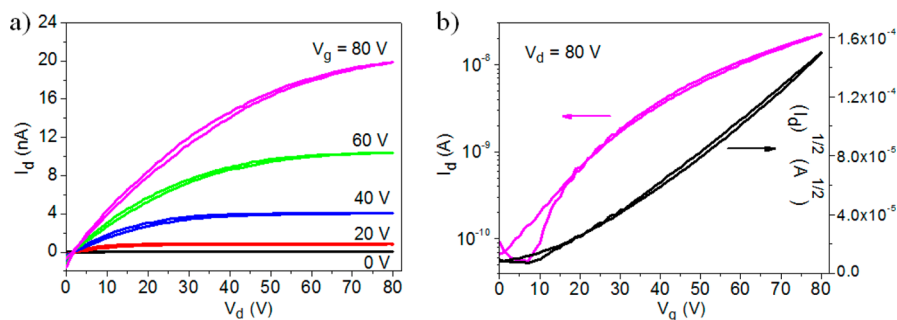 a)
I_d (nA)
24
20
16
12
8
4
0
V_g = 80 V
60 V
40 V
20 V
0 V
0 10 20 30 40 50 60 70 80
V_d (V)
b)
I_d (A)
10^-8
10^-9
10^-10
V_d = 80 V
1.6x10^-4
1.2x10^-4
8.0x10^-5
4.0x10^-5
0.0
(I_d)^1/2 (A^1/2)
0 10 20 30 40 50 60 70 80
V_g (V)